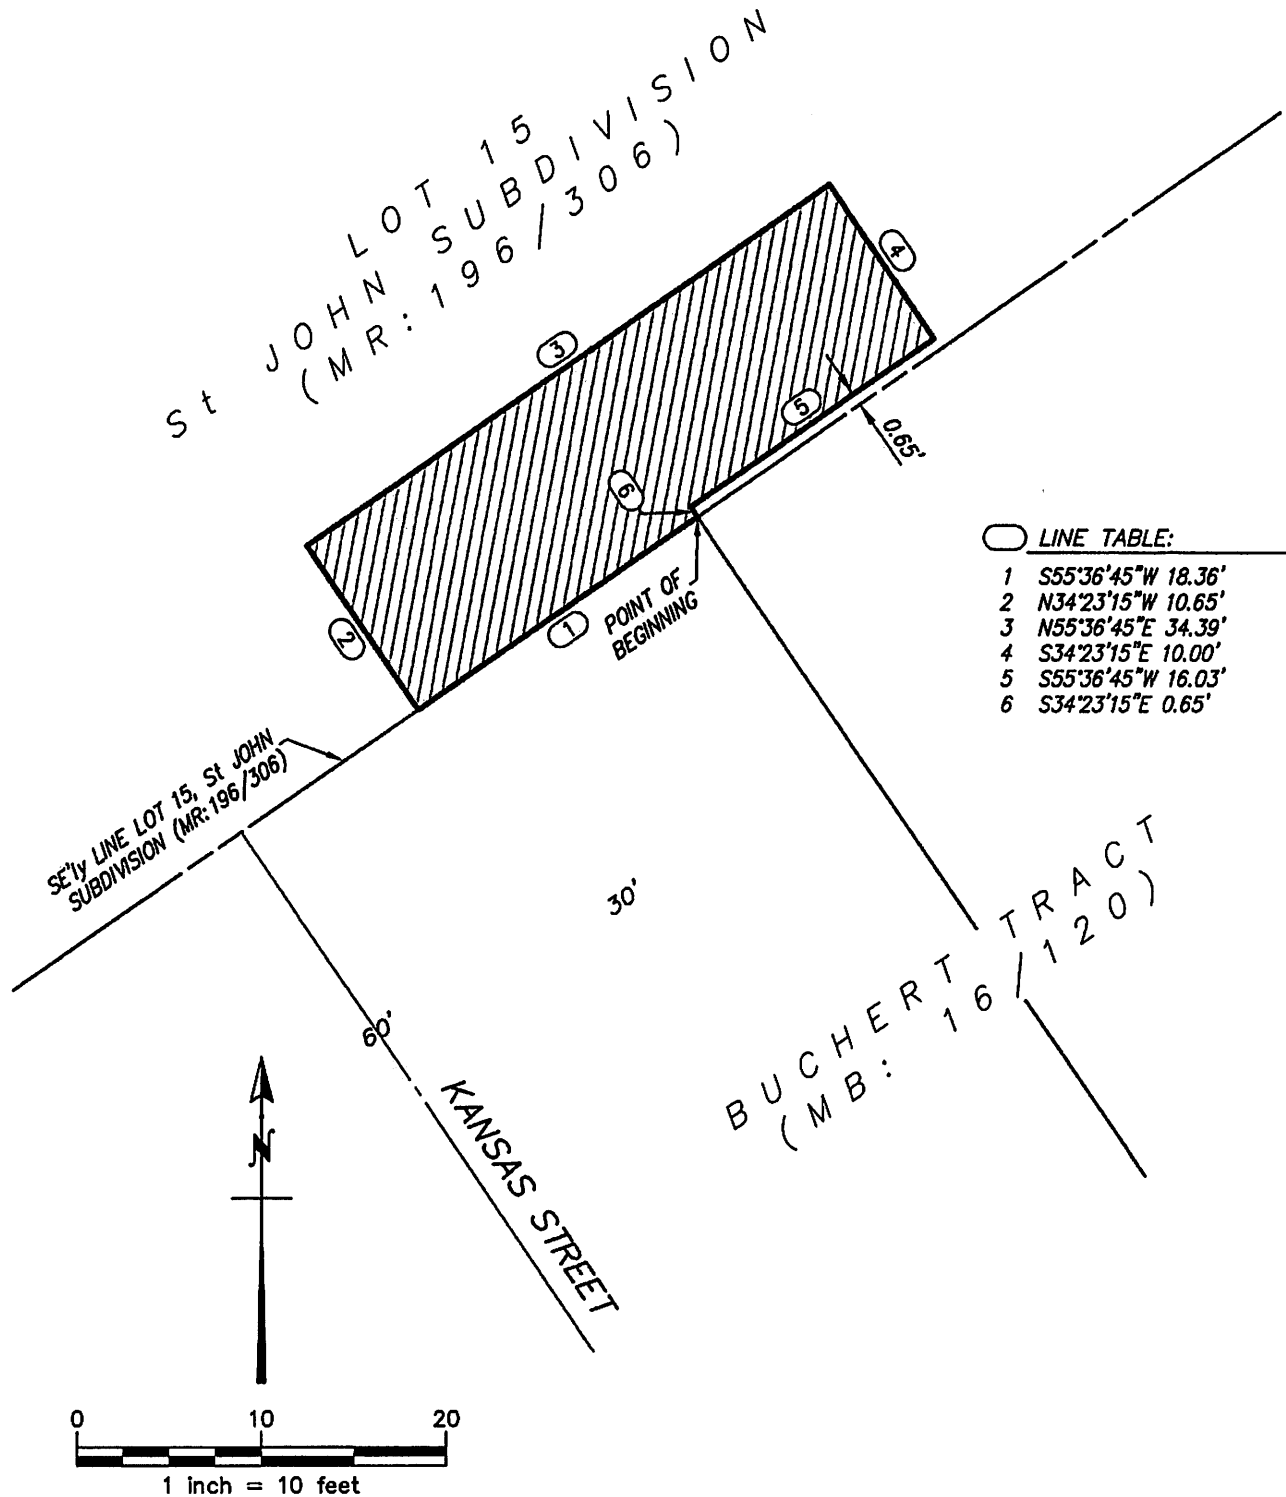 LOT 15
St JOHN SUBDIVISION
(MR: 196/306)
3
4
5
0.65'
6
LINE TABLE:
1 S55°36'45"W 18.36'
2 N34°23'15"W 10.65'
3 N55°36'45"E 34.39'
4 S34°23'15"E 10.00'
5 S55°36'45"W 16.03'
6 S34°23'15"E 0.65'
POINT OF
BEGINNING
1
2
SE'ly LINE LOT 15, St JOHN
SUBDIVISION (MR:196/306)
30'
BUCHERT TRACT
(MB: 16/120)
60'
KANSAS STREET
N
0 10 20
1 inch = 10 feet